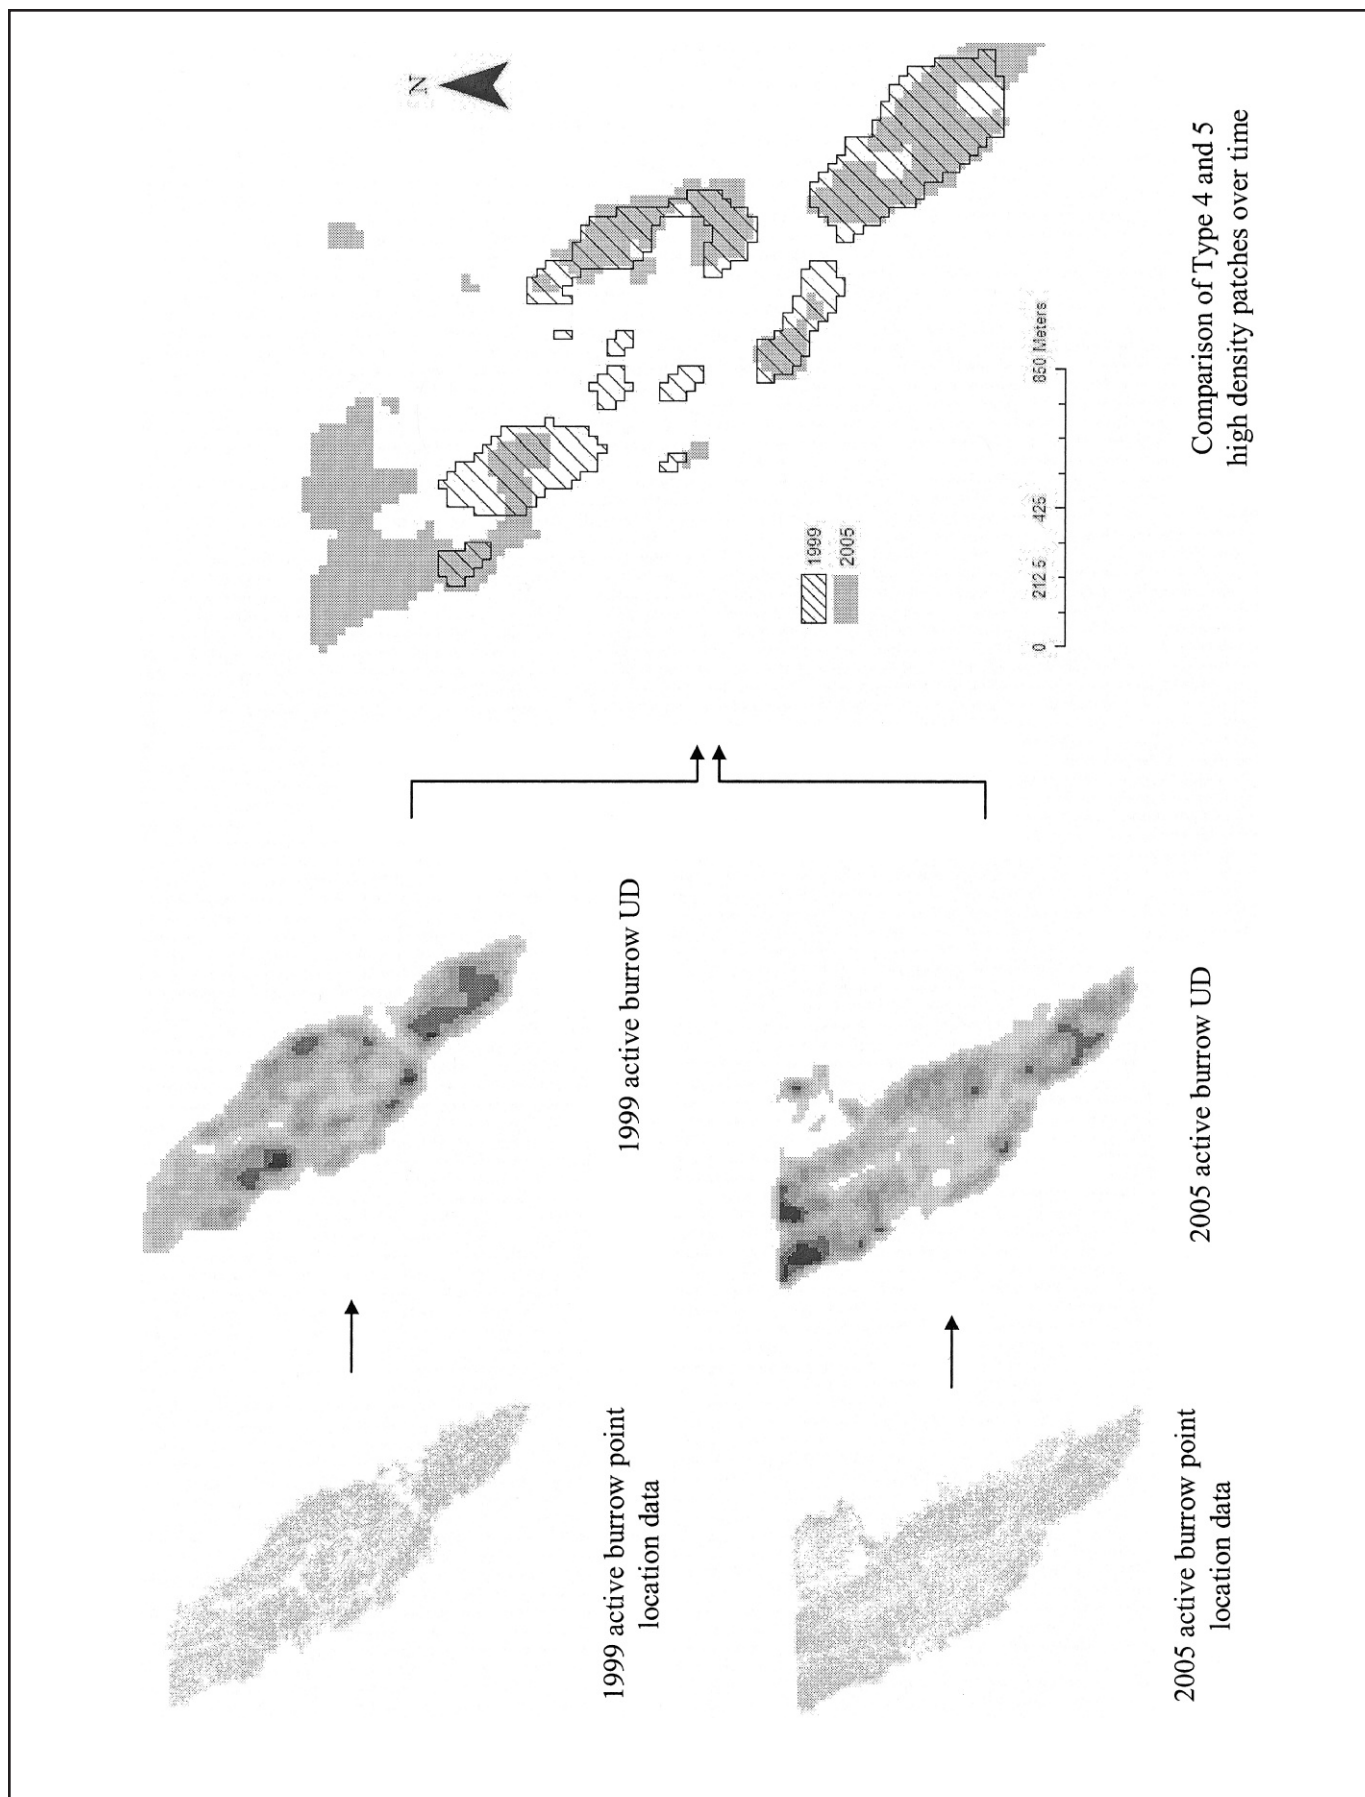 1999 active burrow point
location data
1999 active burrow UD
2005 active burrow point
location data
2005 active burrow UD
N
1999
2005
0 212.5 425 850 Meters
Comparison of Type 4 and 5
high density patches over time